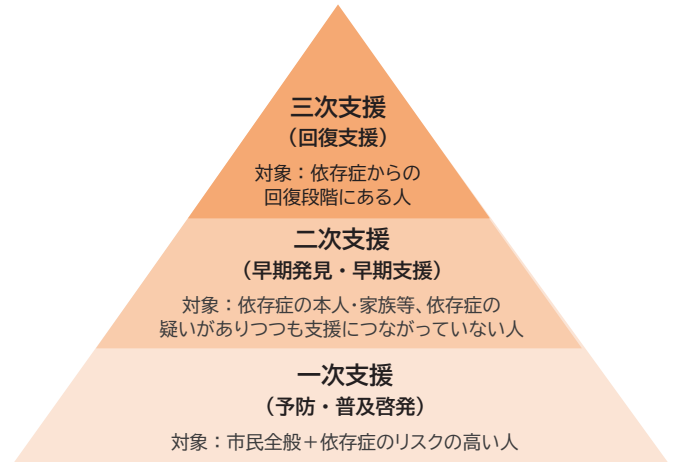 三次支援
（回復支援）
対象：依存症からの
回復段階にある人
二次支援
（早期発見・早期支援）
対象：依存症の本人・家族等、依存症の
疑いがありつつも支援につながっていない人
一次支援
（予防・普及啓発）
対象：市民全般＋依存症のリスクの高い人